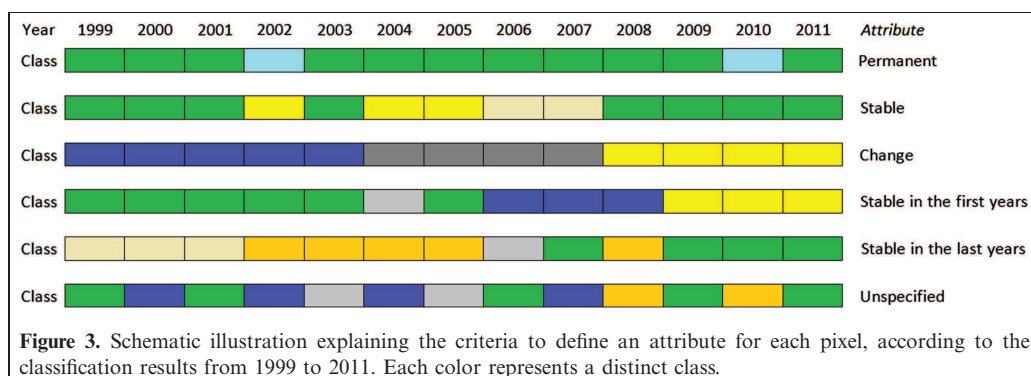 Year 1999 2000 2001 2002 2003 2004 2005 2006 2007 2008 2009 2010 2011 Attribute
Class Permanent
Class Stable
Class Change
Class Stable in the first years
Class Stable in the last years
Class Unspecified
Figure 3. Schematic illustration explaining the criteria to define an attribute for each pixel, according to the
classification results from 1999 to 2011. Each color represents a distinct class.